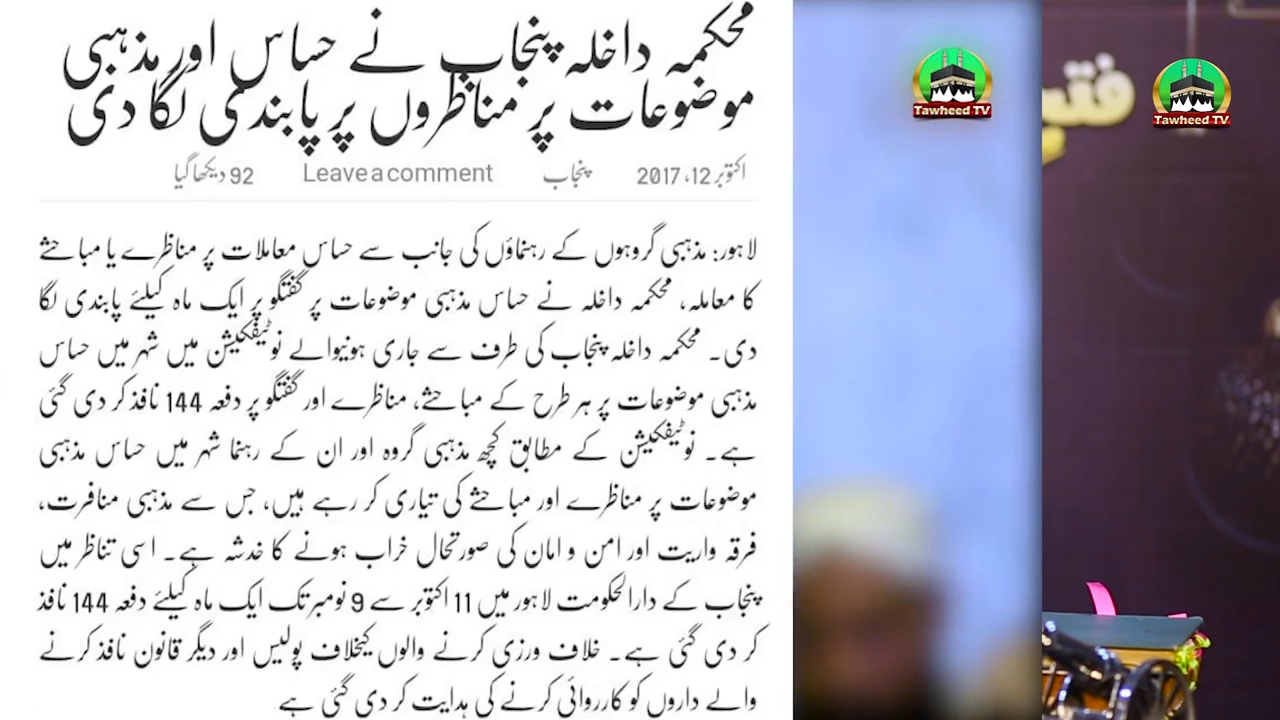 محکمہ داخلہ پنجاب نے حساس اور مذہبی
موضوعات پر مناظروں پر پابندی لگا دی
اکتوبر 12، 2017 پنجاب Leave a comment 92 دیکھا گیا
لاہور: مذہبی گروہوں کے رہنماؤں کی جانب سے حساس معاملات پر مناظرے یا مباحثے
کا معاملہ، محکمہ داخلہ نے حساس مذہبی موضوعات پر گفتگو پر ایک ماہ کیلئے پابندی لگا
دی۔ محکمہ داخلہ پنجاب کی طرف سے جاری ہونیوالے نوٹیفکیشن میں شہر میں حساس
مذہبی موضوعات پر ہر طرح کے مباحثے، مناظرے اور گفتگو پر دفعہ 144 نافذ کر دی گئی
ہے۔ نوٹیفکیشن کے مطابق کچھ مذہبی گروہ اور ان کے رہنما شہر میں حساس مذہبی
موضوعات پر مناظرے اور مباحثے کی تیاری کر رہے ہیں، جس سے مذہبی منافرت،
فرقہ واریت اور امن و امان کی صورتحال خراب ہونے کا خدشہ ہے۔ اسی تناظر میں
پنجاب کے دارالحکومت لاہور میں 11 اکتوبر سے 9 نومبر تک ایک ماہ کیلئے دفعہ 144 نافذ
کر دی گئی ہے۔ خلاف ورزی کرنے والوں کیخلاف پولیس اور دیگر قانون نافذ کرنے
والے داروں کو کارروائی کرنے کی ہدایت کر دی گئی ہے
Tawheed TV
Tawheed TV